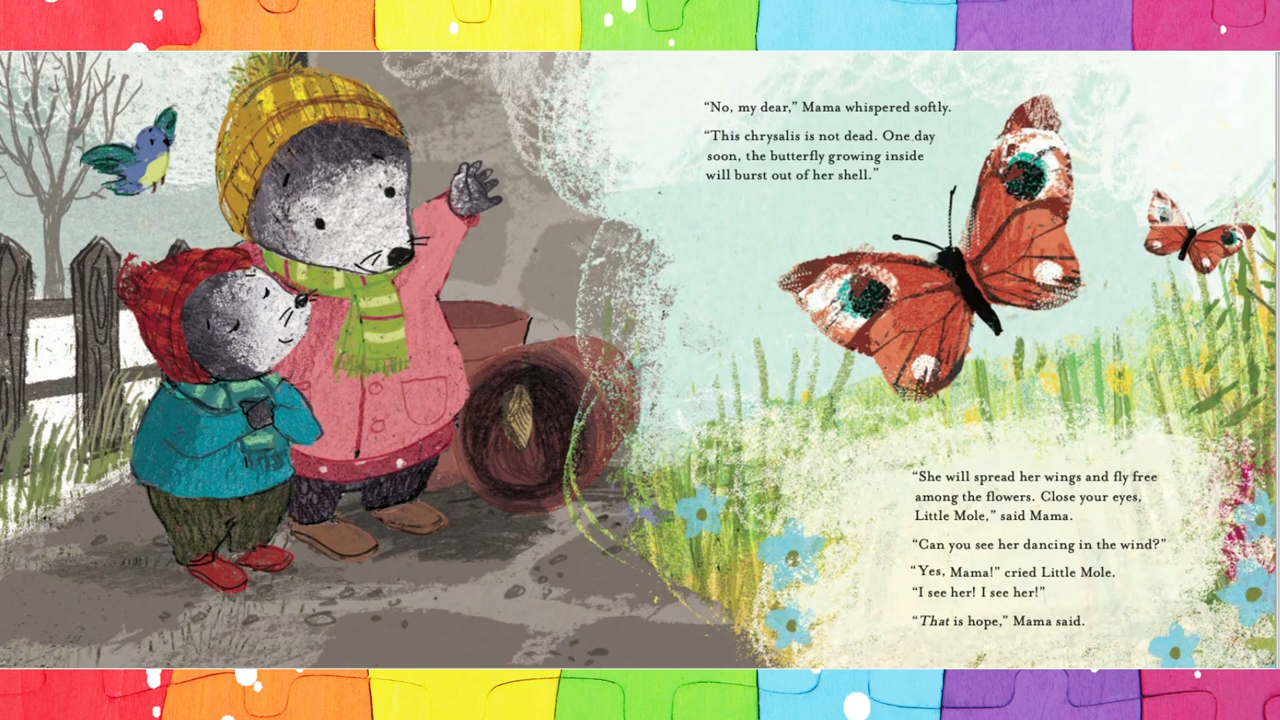 “No, my dear,” Mama whispered softly.
“This chrysalis is not dead. One day
soon, the butterfly growing inside
will burst out of her shell.”
“She will spread her wings and fly free
among the flowers. Close your eyes,
Little Mole,” said Mama.
“Can you see her dancing in the wind?”
“Yes, Mama!” cried Little Mole.
“I see her! I see her!”
“That is hope,” Mama said.